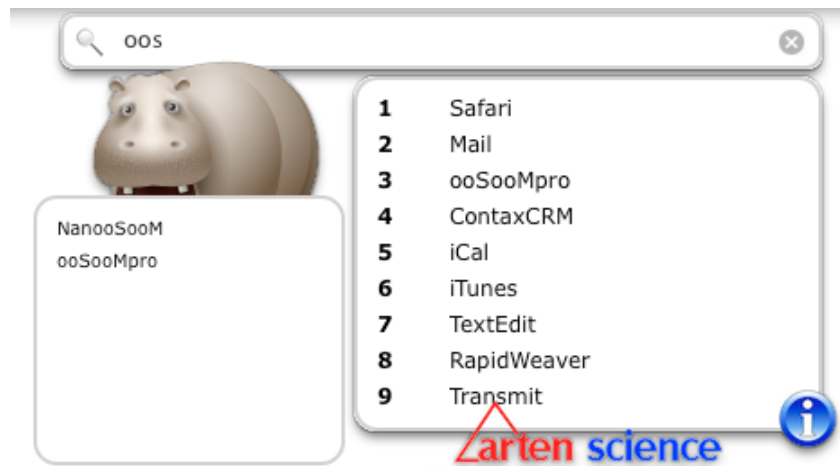 oos
NanooSooM
ooSooMpro
1 Safari
2 Mail
3 ooSooMpro
4 ContaxCRM
5 iCal
6 iTunes
7 TextEdit
8 RapidWeaver
9 Transmit
arten science
i